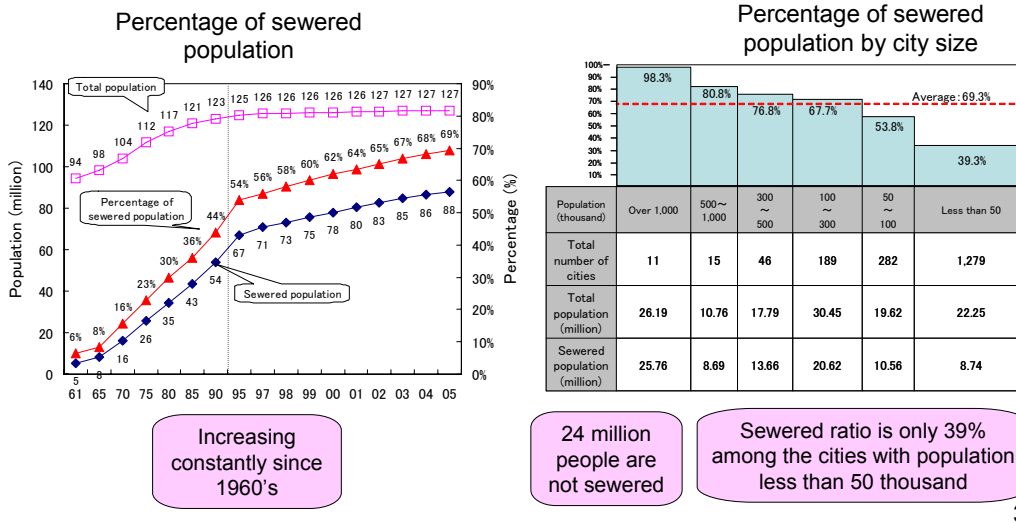 Percentage of sewered
population
140
120
100
80
60
40
20
0
Population (million)
90%
80%
70%
60%
50%
40%
30%
20%
10%
0%
Percentage (%)
Total population
94 98 104 112 117 121 123 125 126 126 126 126 126 127 127 127 127
Percentage of
sewered population
6% 8% 16% 23% 30% 36% 44% 54% 56% 58% 60% 62% 64% 65% 67% 68% 69%
Sewered population
5 8 16 26 35 43 54 67 71 73 75 78 80 83 85 86 88
61 65 70 75 80 85 90 95 97 98 99 00 01 02 03 04 05
Increasing
constantly since
1960's
Percentage of sewered
population by city size
100%
90%
80%
70%
60%
50%
40%
30%
20%
10%
98.3%
80.8%
76.8%
67.7%
53.8%
39.3%
Average:69.3%
Population
(thousand)
Over 1,000
500～
1,000
300
～
500
100
～
300
50
～
100
Less than 50
Total
number of
cities
11 15 46 189 282 1,279
Total
population
(million)
26.19 10.76 17.79 30.45 19.62 22.25
Sewered
population
(million)
25.76 8.69 13.66 20.62 10.56 8.74
24 million
people are
not sewered
Sewered ratio is only 39%
among the cities with population
less than 50 thousand